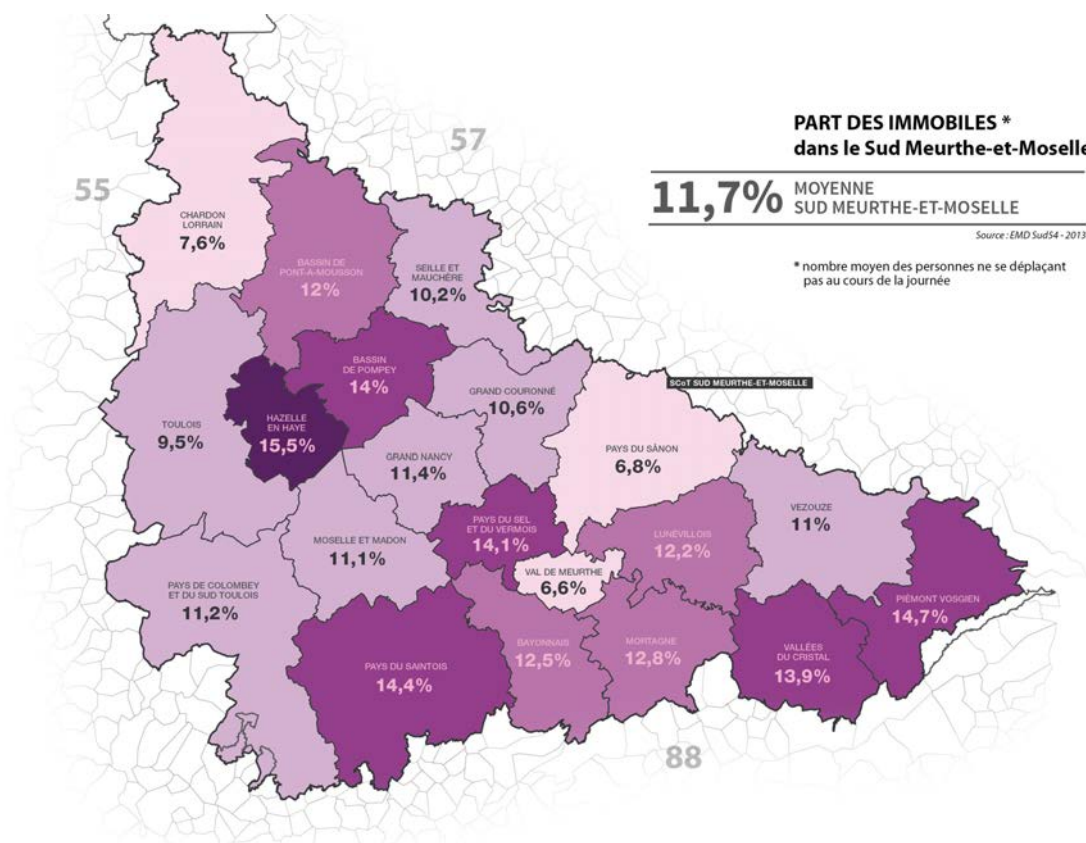 PART DES IMMOBILES *
dans le Sud Meurthe-et-Moselle
11,7%
MOYENNE
SUD MEURTHE-ET-MOSELLE
Source : EMD Sud54 - 2013
* nombre moyen des personnes ne se déplaçant
pas au cours de la journée
57
55
CHARDON
LORRAIN
7,6%
BASSIN DE
PONT-A-MOUSSON
12%
SEILLE ET
MAUCHÈRE
10,2%
BASSIN
DE POMPEY
14%
SCoT SUD MEURTHE-ET-MOSELLE
GRAND COURONNÉ
10,6%
HAZELLE
EN HAYE
15,5%
TOULOIS
9,5%
GRAND NANCY
11,4%
PAYS DU SÂNON
6,8%
VEZOUZE
11%
PAYS DU SEL
ET DU VERMOIS
14,1%
LUNÉVILLOIS
12,2%
MOSELLE ET MADON
11,1%
VAL DE MEURTHE
6,6%
PAYS DE COLOMBEY
ET DU SUD TOULOIS
11,2%
PIÉMONT VOSGIEN
14,7%
BAYONNAIS
12,5%
MORTAGNE
12,8%
VALLÉES
DU CRISTAL
13,9%
PAYS DU SAINTOIS
14,4%
88